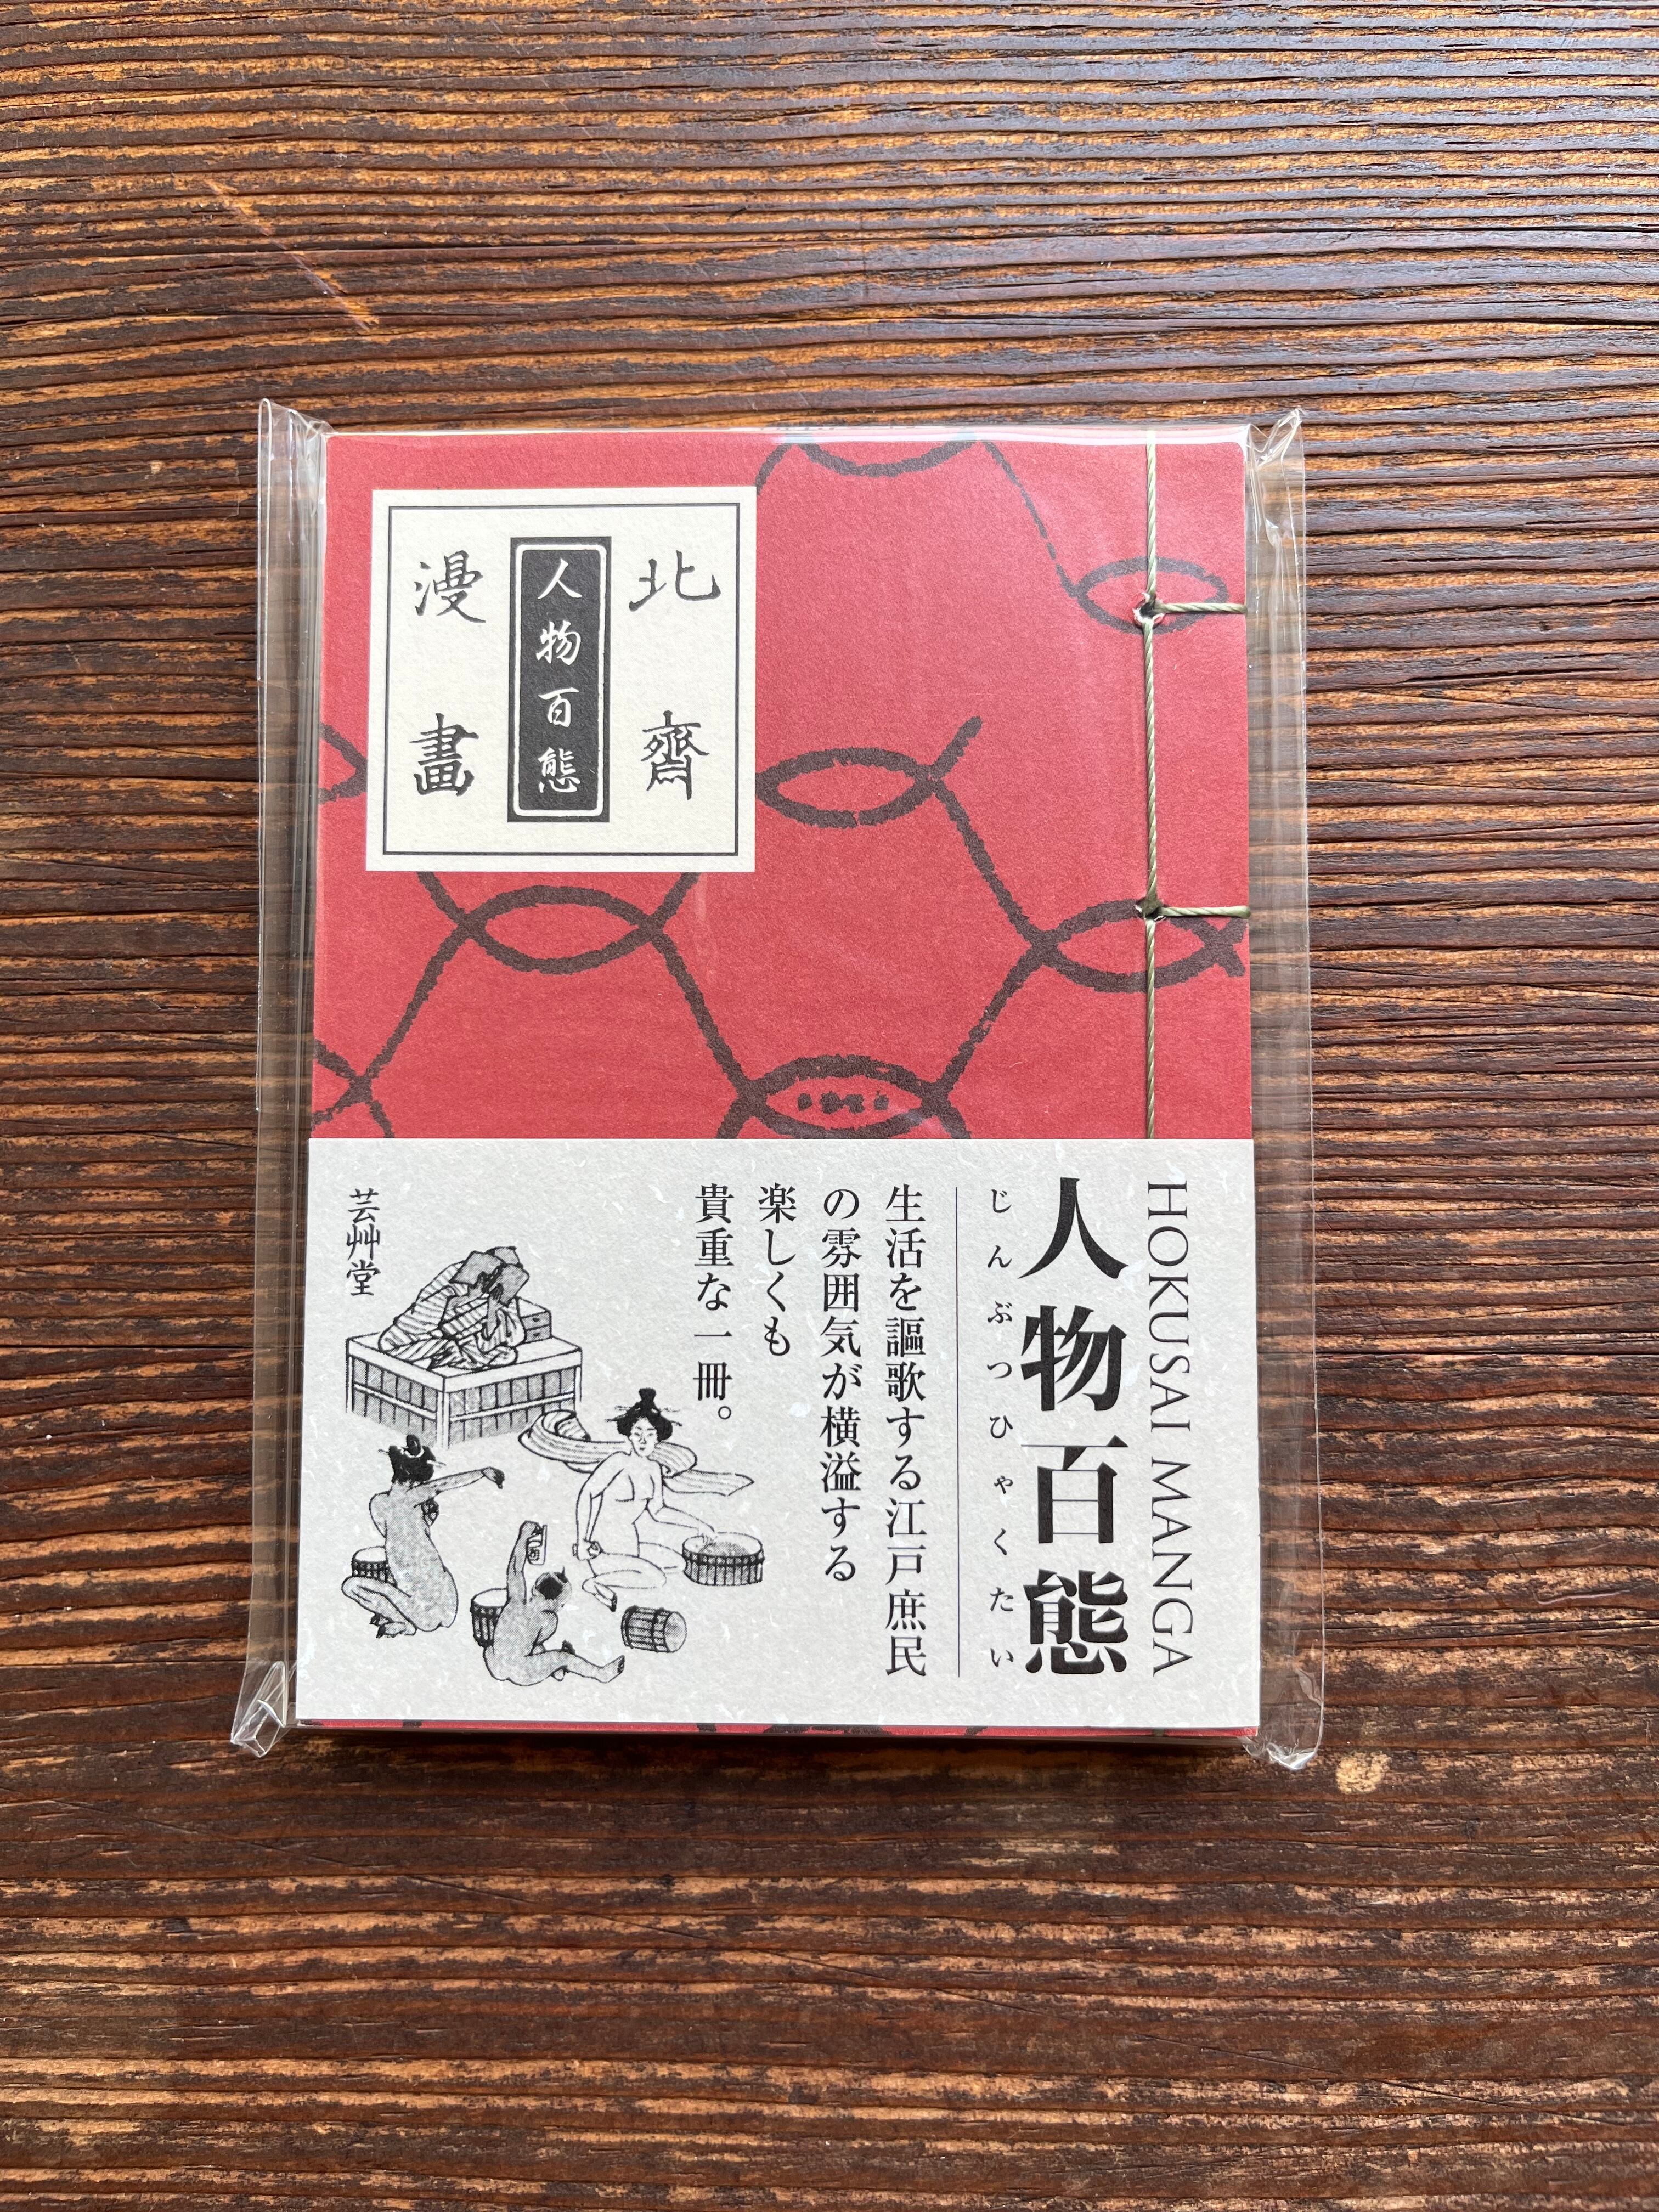 北齋
人物百態
漫畫
HOKUSAI MANGA
人物百態
じんぶつひゃくたい
生活を謳歌する江戸庶民
の雰囲気が横溢する
楽しくも
貴重な一冊。
芸艸堂